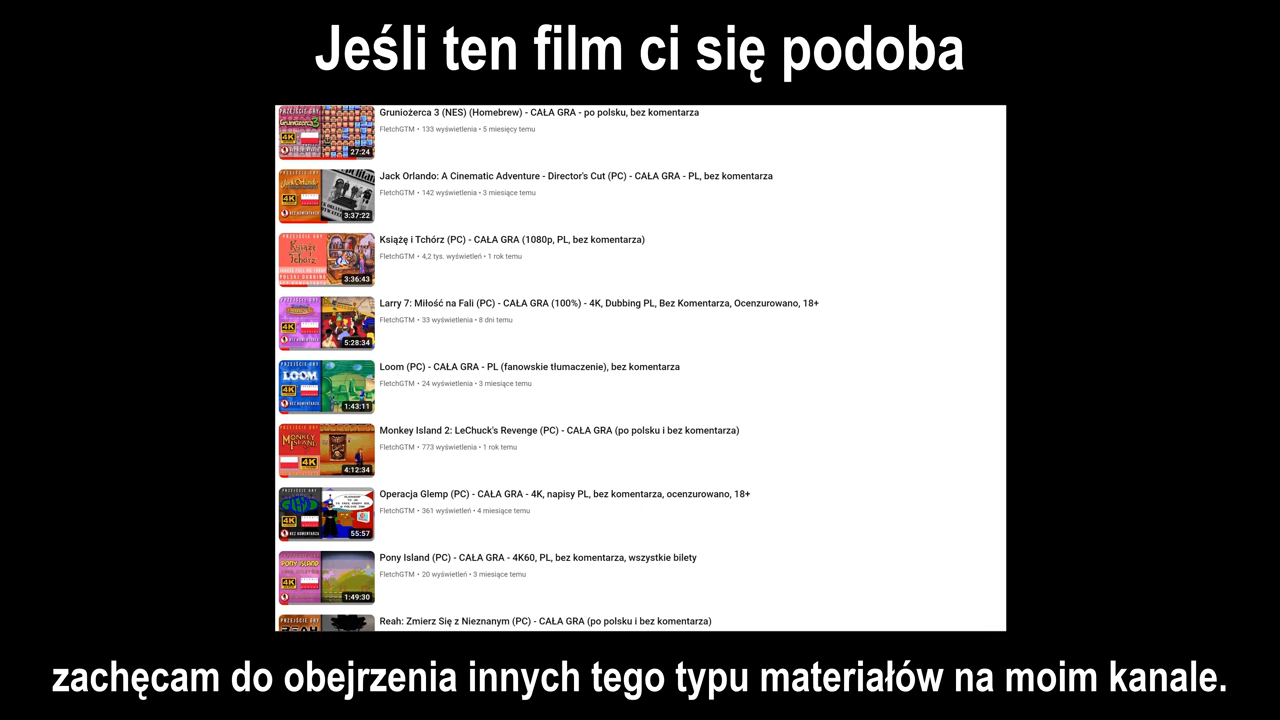 Jeśli ten film ci się podoba
Gruniożerca 3 (NES) (Homebrew) - CAŁA GRA - po polsku, bez komentarza
FletchGTM • 133 wyświetlenia • 5 miesięcy temu
27:24
Jack Orlando: A Cinematic Adventure - Director's Cut (PC) - CAŁA GRA - PL, bez komentarza
FletchGTM • 142 wyświetlenia • 3 miesiące temu
3:37:22
Książę i Tchórz (PC) - CAŁA GRA (1080p, PL, bez komentarza)
FletchGTM • 4,2 tys. wyświetleń • 1 rok temu
3:36:43
Larry 7: Miłość na Fali (PC) - CAŁA GRA (100%) - 4K, Dubbing PL, Bez Komentarza, Ocenzurowano, 18+
FletchGTM • 33 wyświetlenia • 8 dni temu
5:28:34
Loom (PC) - CAŁA GRA - PL (fanowskie tłumaczenie), bez komentarza
FletchGTM • 24 wyświetlenia • 3 miesiące temu
1:43:11
Monkey Island 2: LeChuck's Revenge (PC) - CAŁA GRA (po polsku i bez komentarza)
FletchGTM • 773 wyświetlenia • 1 rok temu
4:12:34
Operacja Glemp (PC) - CAŁA GRA - 4K, napisy PL, bez komentarza, ocenzurowano, 18+
FletchGTM • 361 wyświetleń • 4 miesiące temu
55:57
Pony Island (PC) - CAŁA GRA - 4K60, PL, bez komentarza, wszystkie bilety
FletchGTM • 20 wyświetleń • 3 miesiące temu
1:49:30
Reah: Zmierz Się z Nieznanym (PC) - CAŁA GRA (po polsku i bez komentarza)
zachęcam do obejrzenia innych tego typu materiałów na moim kanale.